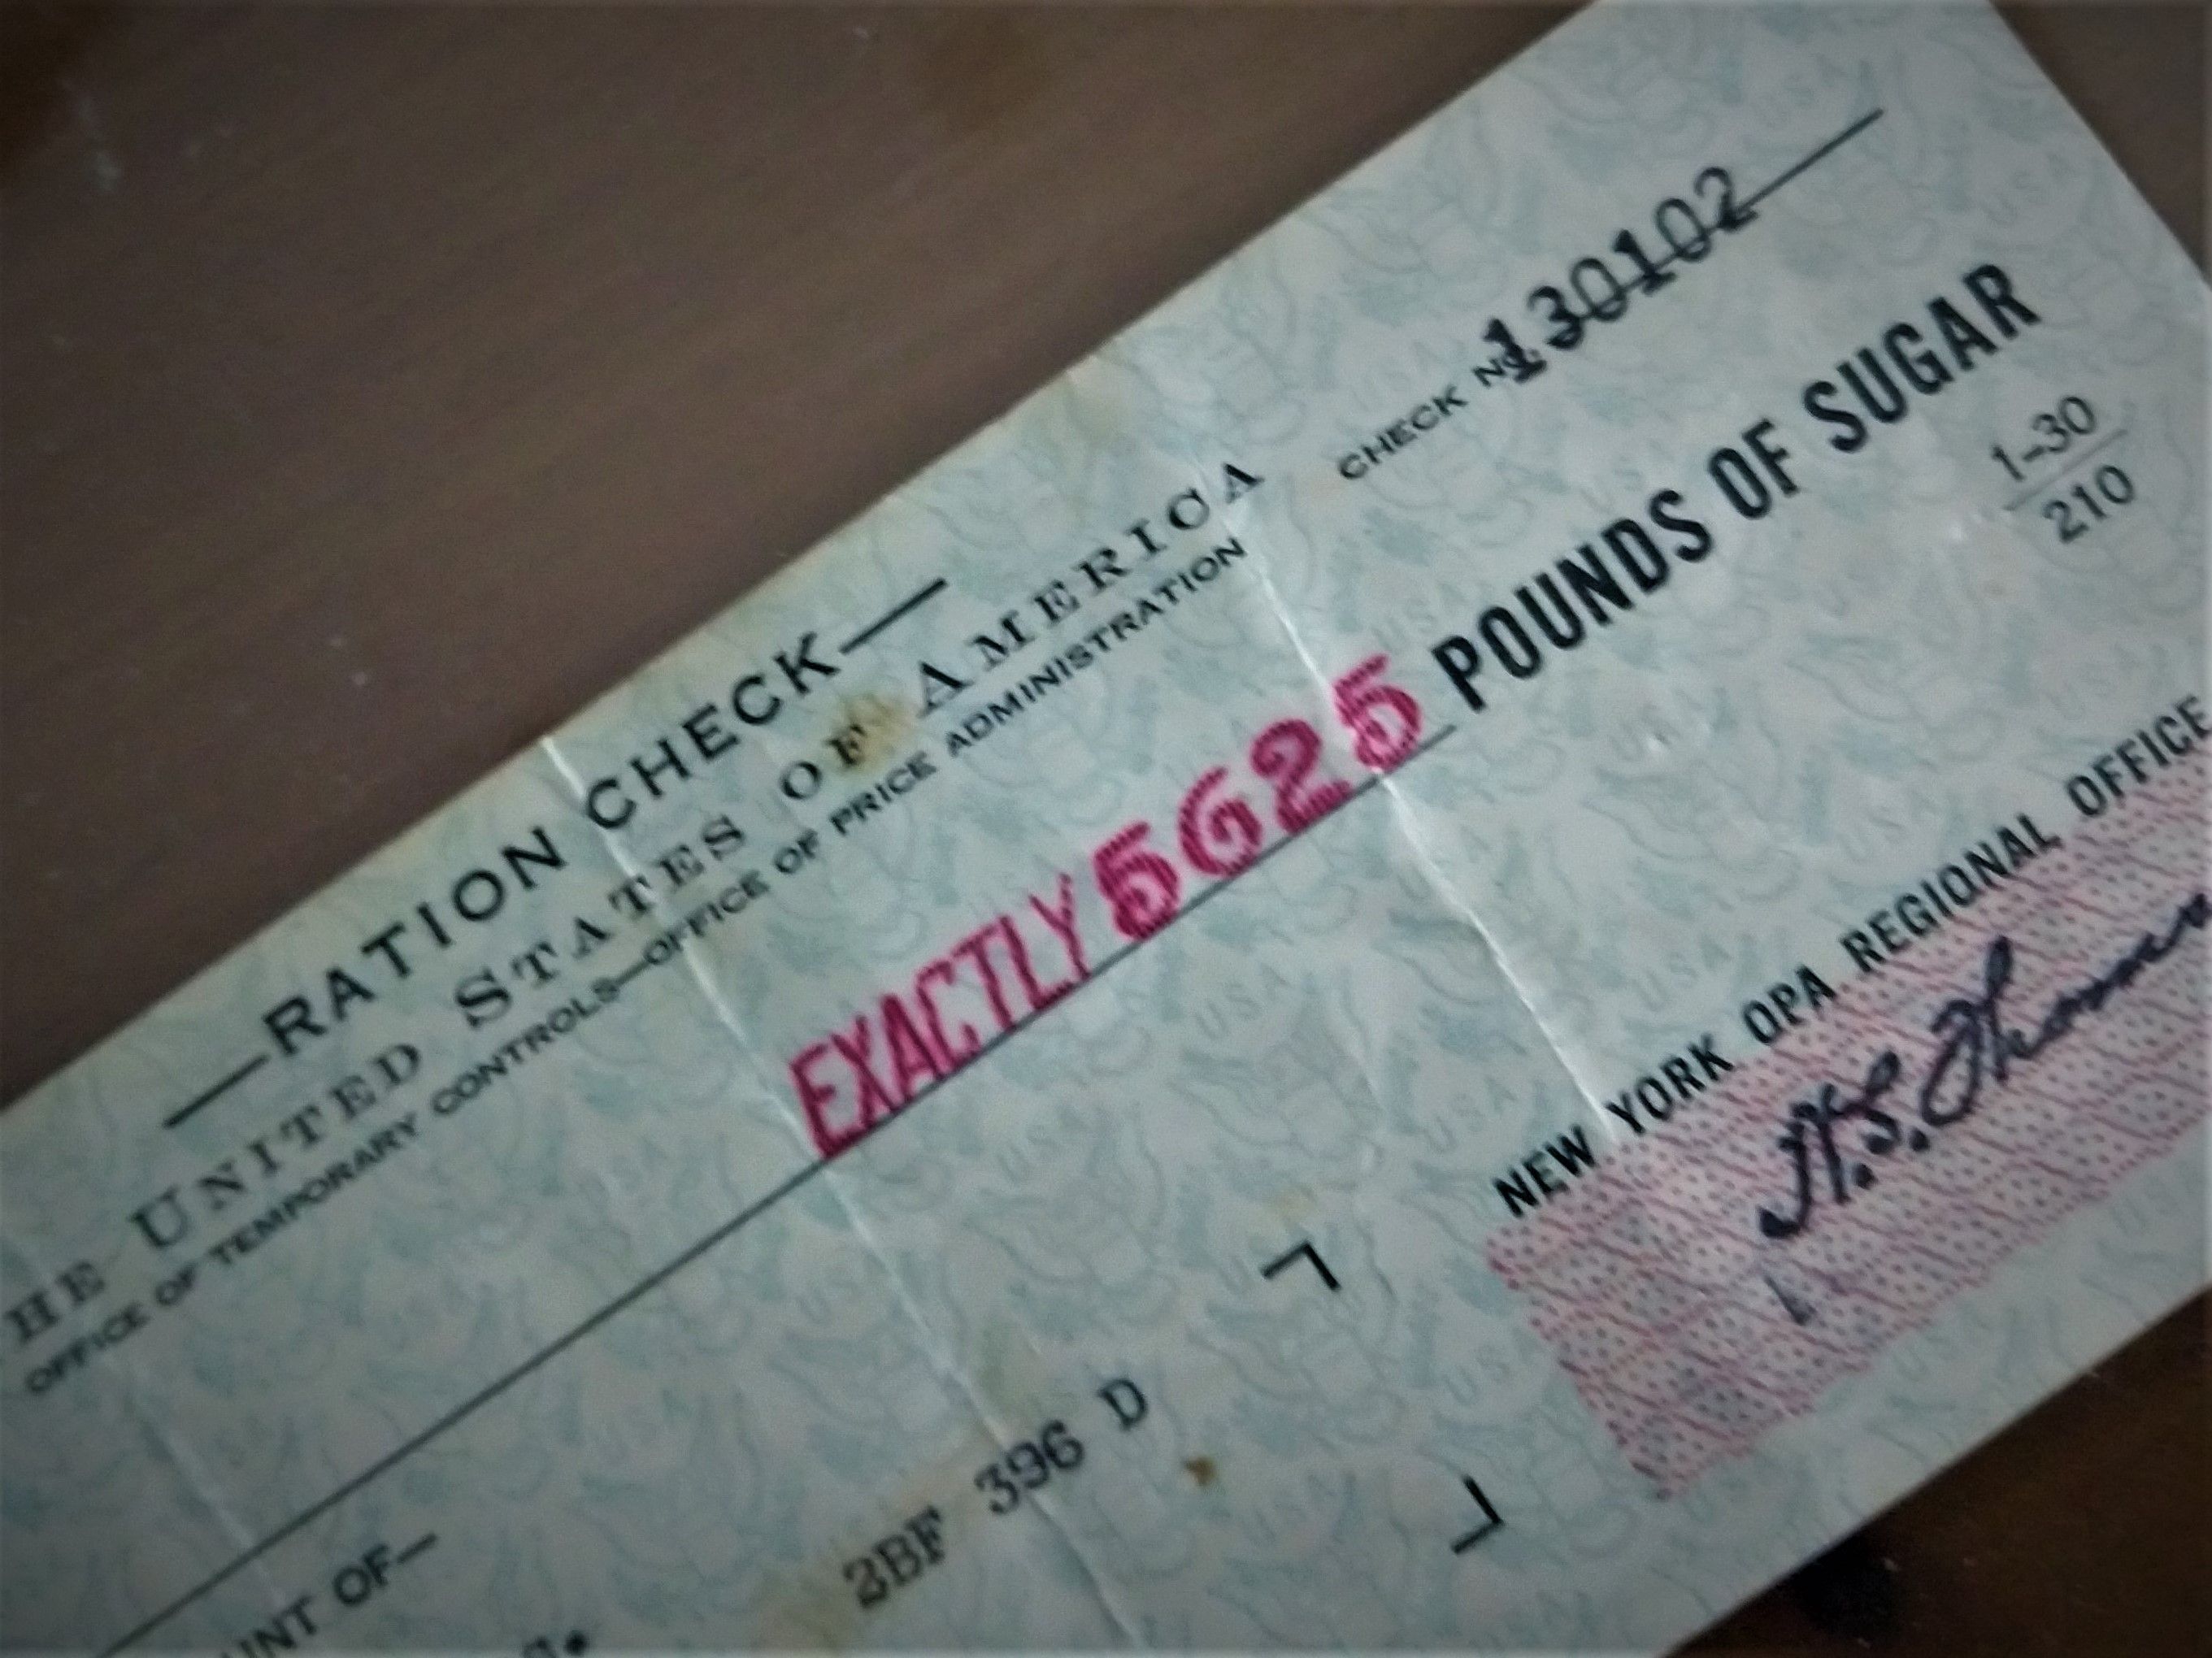 —RATION CHECK—
HE UNITED STATES OF AMERICA
OFFICE OF TEMPORARY CONTROLS—OFFICE OF PRICE ADMINISTRATION
CHECK No. 130102
EXACTLY 5625 POUNDS OF SUGAR
1-30
210
NEW YORK OPA REGIONAL OFFICE
UNT OF—
2BF 396 D